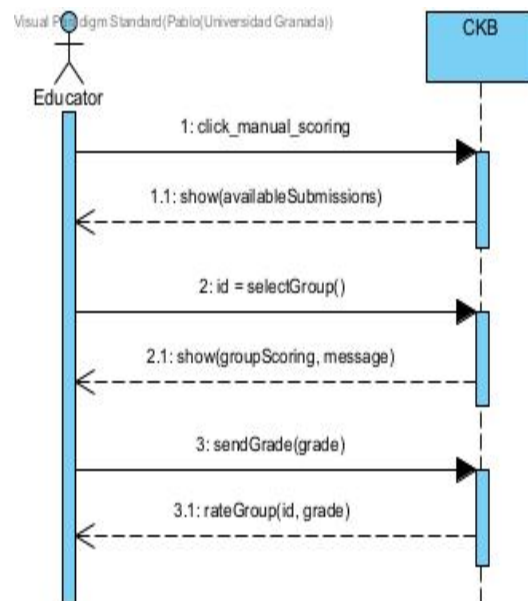 Visual Paradigm Standard(Pablo(Universidad Granada))
CKB
Educator
1: click_manual_scoring
1.1: show(availableSubmissions)
2: id = selectGroup()
2.1: show(groupScoring, message)
3: sendGrade(grade)
3.1: rateGroup(id, grade)